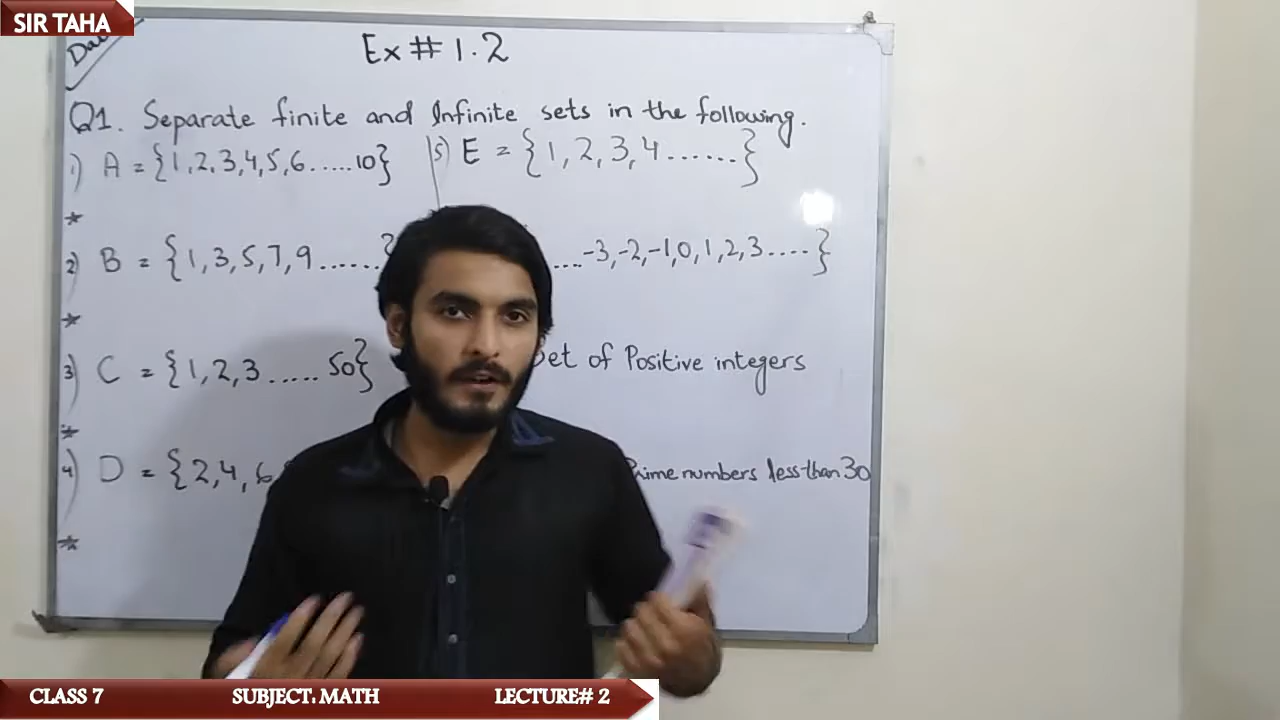 SIR TAHA
Ex # 1.2
Q1. Separate finite and Infinite sets in the following.
1) A = {1,2,3,4,5,6.....10}
5) E = {1,2,3,4......}
*
2) B = {1,3,5,7,9......}
....-3,-2,-1,0,1,2,3....}
*
3) C = {1,2,3.....50}
Set of Positive integers
*
4) D = {2,4,6
Prime numbers less than 30
*
CLASS 7 SUBJECT: MATH LECTURE# 2